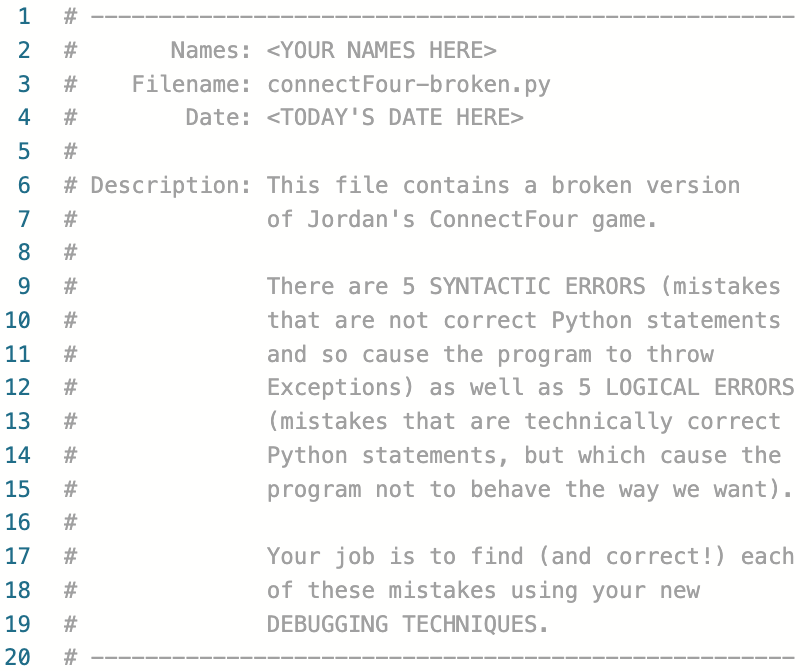 1 # ----------------------------------------------------
2 #       Names: <YOUR NAMES HERE>
3 #    Filename: connectFour-broken.py
4 #        Date: <TODAY'S DATE HERE>
5 #
6 # Description: This file contains a broken version
7 #              of Jordan's ConnectFour game.
8 #
9 #              There are 5 SYNTACTIC ERRORS (mistakes
10 #              that are not correct Python statements
11 #              and so cause the program to throw
12 #              Exceptions) as well as 5 LOGICAL ERRORS
13 #              (mistakes that are technically correct
14 #              Python statements, but which cause the
15 #              program not to behave the way we want).
16 #
17 #              Your job is to find (and correct!) each
18 #              of these mistakes using your new
19 #              DEBUGGING TECHNIQUES.
20 # ----------------------------------------------------